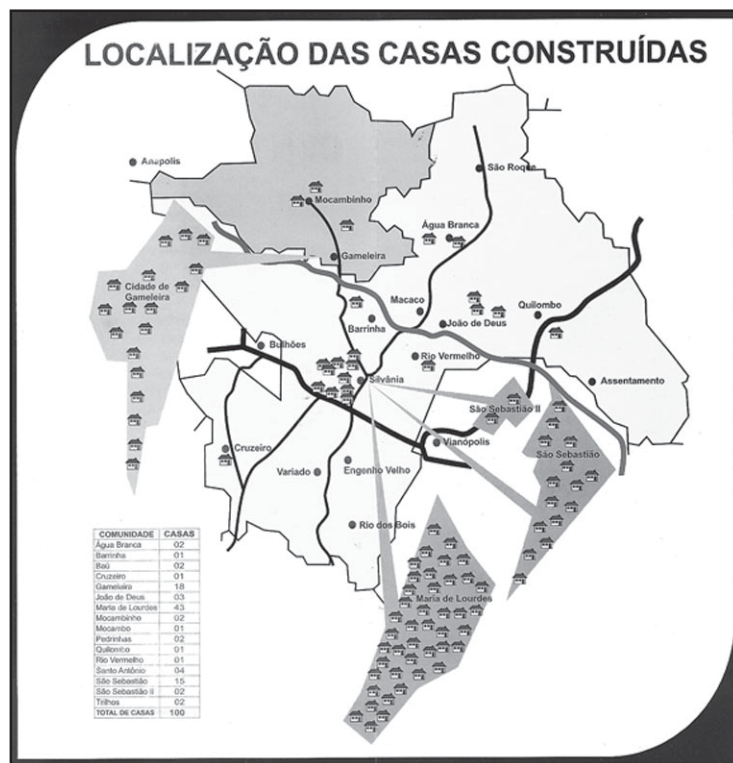 LOCALIZAÇÃO DAS CASAS CONSTRUÍDAS
Anapolis
São Roque
Mocambinho
Água Branca
Gameleira
Cidade de
Gameleira
Macaco
Quilombo
Barrinha
João de Deus
Bulhões
Rio Vermelho
Silvânia
Assentamento
São Sebastião II
Vianópolis
Cruzeiro
São Sebastião
Variado
Engenho Velho
Rio dos Bois
Maria de Lourdes
COMUNIDADE CASAS
Água Branca 02
Barrinha 01
Baú 02
Cruzeiro 01
Gameleira 18
João de Deus 03
Maria de Lourdes 43
Mocambinho 02
Mocambo 01
Pedrinhas 02
Quilombo 01
Rio Vermelho 01
Santo Antônio 04
São Sebastião 15
São Sebastião II 02
Trilhos 02
TOTAL DE CASAS 100